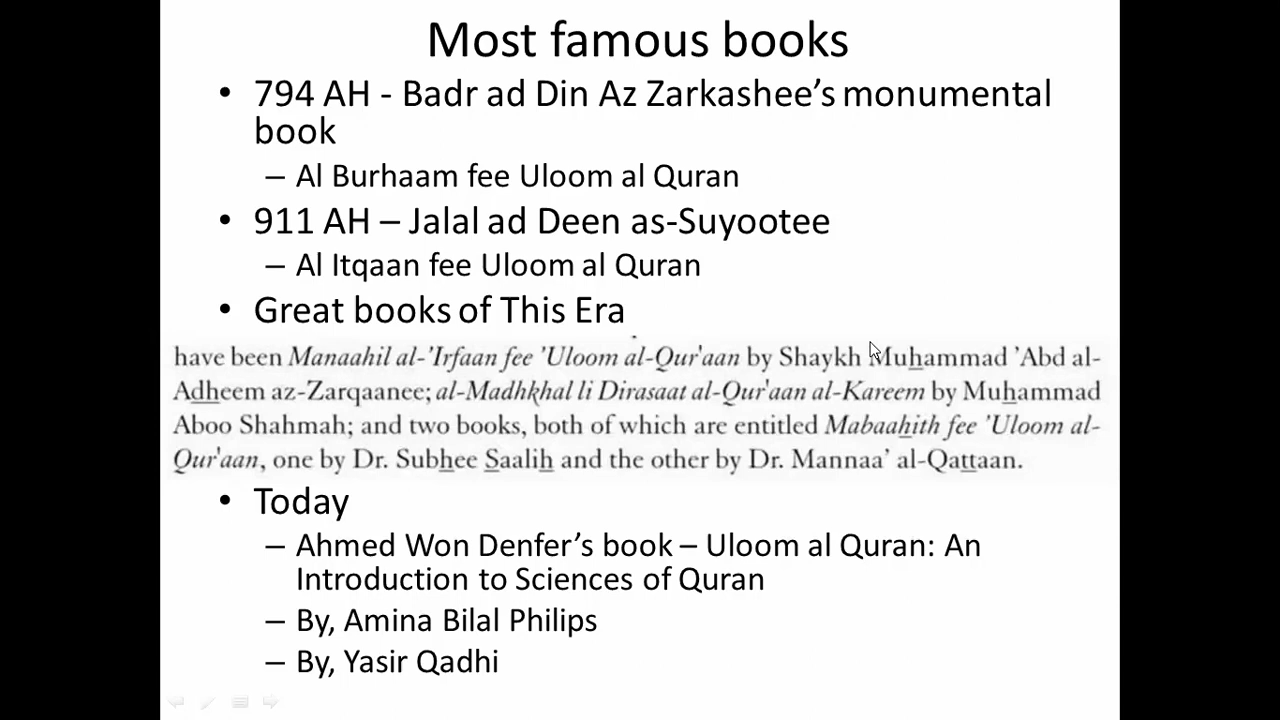 Most famous books
• 794 AH - Badr ad Din Az Zarkashee’s monumental
book
– Al Burhaam fee Uloom al Quran
• 911 AH – Jalal ad Deen as-Suyootee
– Al Itqaan fee Uloom al Quran
• Great books of This Era
have been Manaahil al-'Irfaan fee 'Uloom al-Qur'aan by Shaykh Muhammad ’Abd al-
Adheem az-Zarqaanee; al-Madhkhal li Dirasaat al-Qur'aan al-Kareem by Muhammad
Aboo Shahmah; and two books, both of which are entitled Mabaahith fee 'Uloom al-
Qur'aan, one by Dr. Subhee Saalih and the other by Dr. Mannaa’ al-Qattaan.
• Today
– Ahmed Won Denfer’s book – Uloom al Quran: An
Introduction to Sciences of Quran
– By, Amina Bilal Philips
– By, Yasir Qadhi